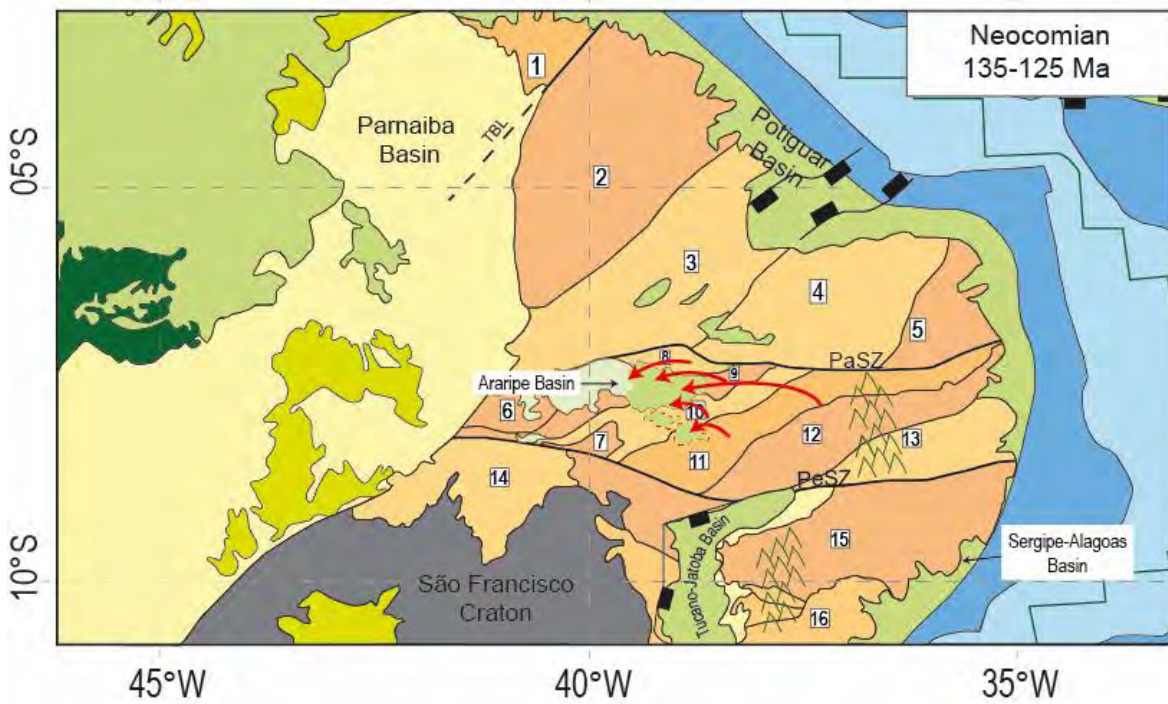 Neocomian
135-125 Ma
1
Parnaiba
Basin
TBL
Potiguar
Basin
05°S
2
3
4
5
8
PaSZ
9
Araripe Basin
6
10
7
12
13
11
14
PeSZ
15
Sergipe-Alagoas
Basin
São Francisco
Craton
Tucano-Jatoba Basin
10°S
16
45°W
40°W
35°W